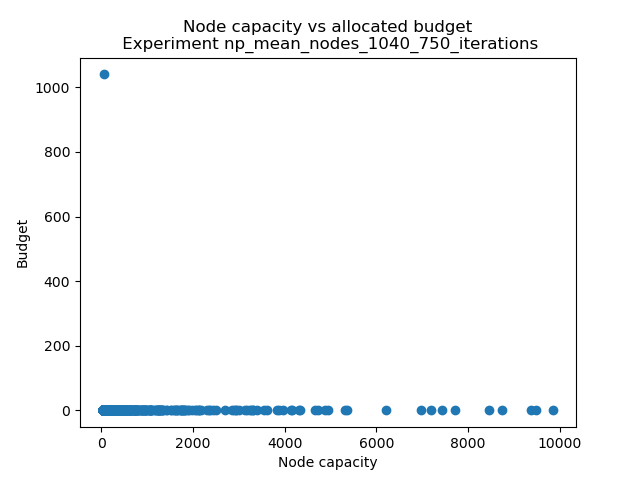 Node capacity vs allocated budget
Experiment np_mean_nodes_1040_750_iterations
1000
800
600
400
200
0
Budget
0 2000 4000 6000 8000 10000
Node capacity